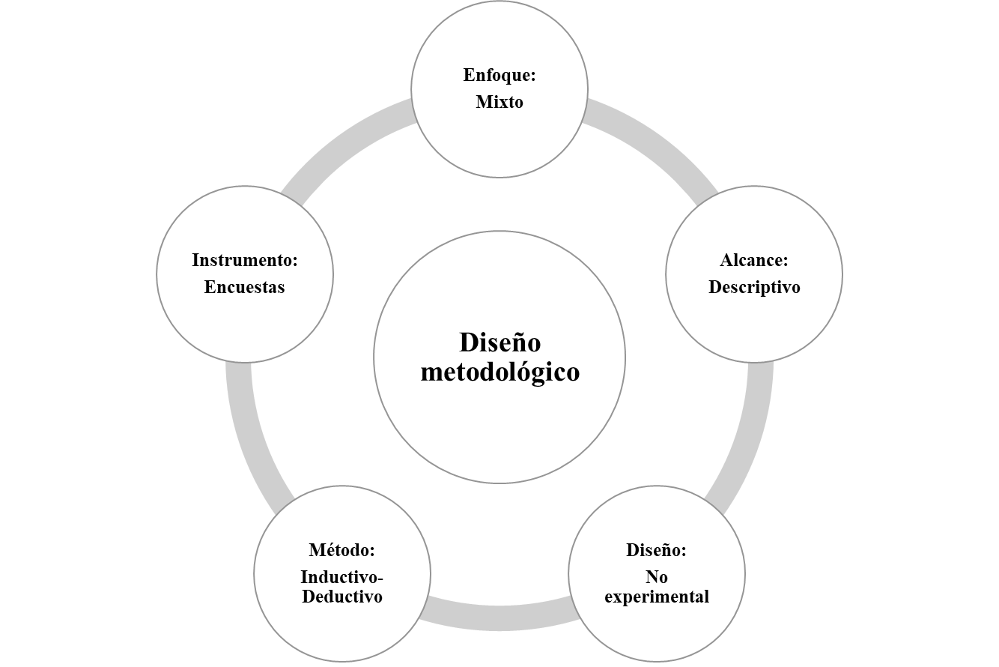 Enfoque:
Mixto
Alcance:
Descriptivo
Diseño:
No
experimental
Método:
Inductivo-
Deductivo
Instrumento:
Encuestas
Diseño
metodológico